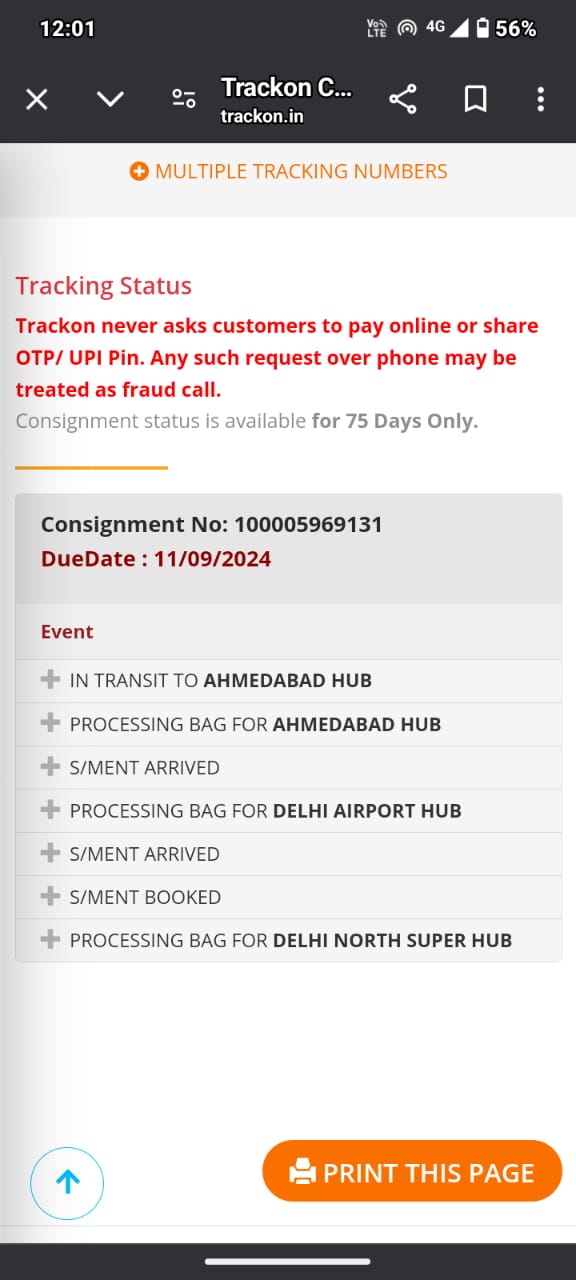 12:01
Vo)) LTE 4G 56%
Trackon C...
trackon.in
MULTIPLE TRACKING NUMBERS
Tracking Status
Trackon never asks customers to pay online or share
OTP/ UPI Pin. Any such request over phone may be
treated as fraud call.
Consignment status is available for 75 Days Only.
Consignment No: 100005969131
DueDate : 11/09/2024
Event
IN TRANSIT TO AHMEDABAD HUB
PROCESSING BAG FOR AHMEDABAD HUB
S/MENT ARRIVED
PROCESSING BAG FOR DELHI AIRPORT HUB
S/MENT ARRIVED
S/MENT BOOKED
PROCESSING BAG FOR DELHI NORTH SUPER HUB
PRINT THIS PAGE